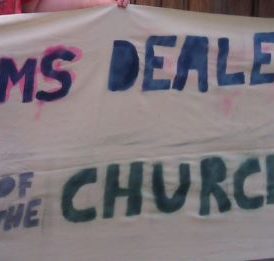 MS DEALE
OF THE CHURC